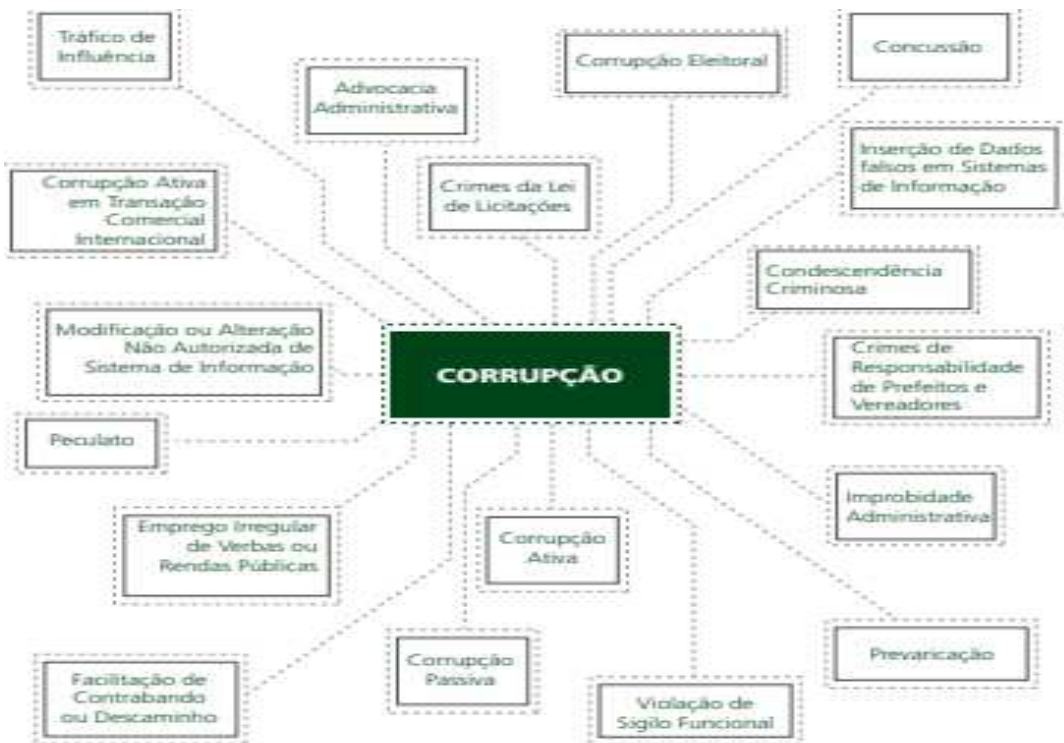 Tráfico de
Influência
Advocacia
Administrativa
Corrupção Eleitoral
Concussão
Corrupção Ativa
em Transação
Comercial
Internacional
Crimes da Lei
de Licitações
Inserção de Dados
falsos em Sistemas
de Informação
Condescendência
Criminosa
Modificação ou Alteração
Não Autorizada de
Sistema de Informação
CORRUPÇÃO
Crimes de
Responsabilidade
de Prefeitos e
Vereadores
Peculato
Emprego Irregular
de Verbas ou
Rendas Públicas
Corrupção
Ativa
Improbidade
Administrativa
Facilitação de
Contrabando
ou Descaminho
Corrupção
Passiva
Violação de
Sigilo Funcional
Prevaricação